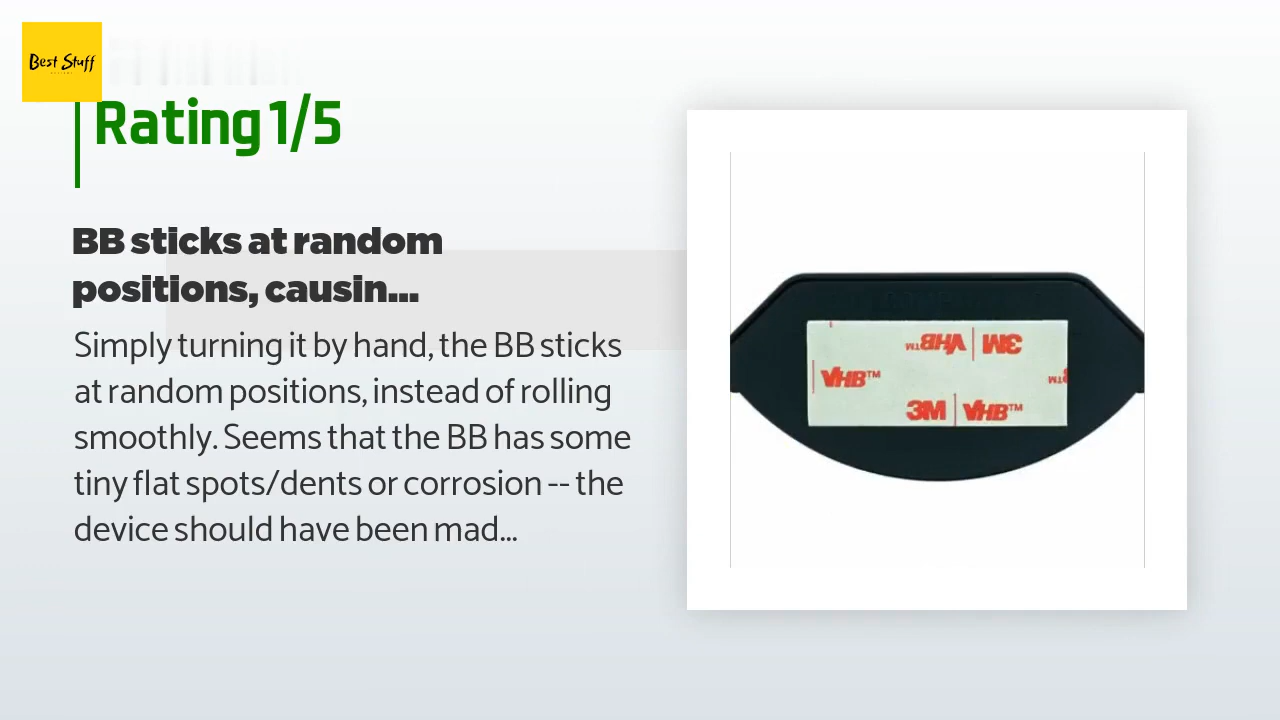 Best Stuff
Rating 1/5
BB sticks at random
positions, causin...
Simply turning it by hand, the BB sticks
at random positions, instead of rolling
smoothly. Seems that the BB has some
tiny flat spots/dents or corrosion -- the
device should have been mad...
VHB™ 3M
VHB™
3M VHB™